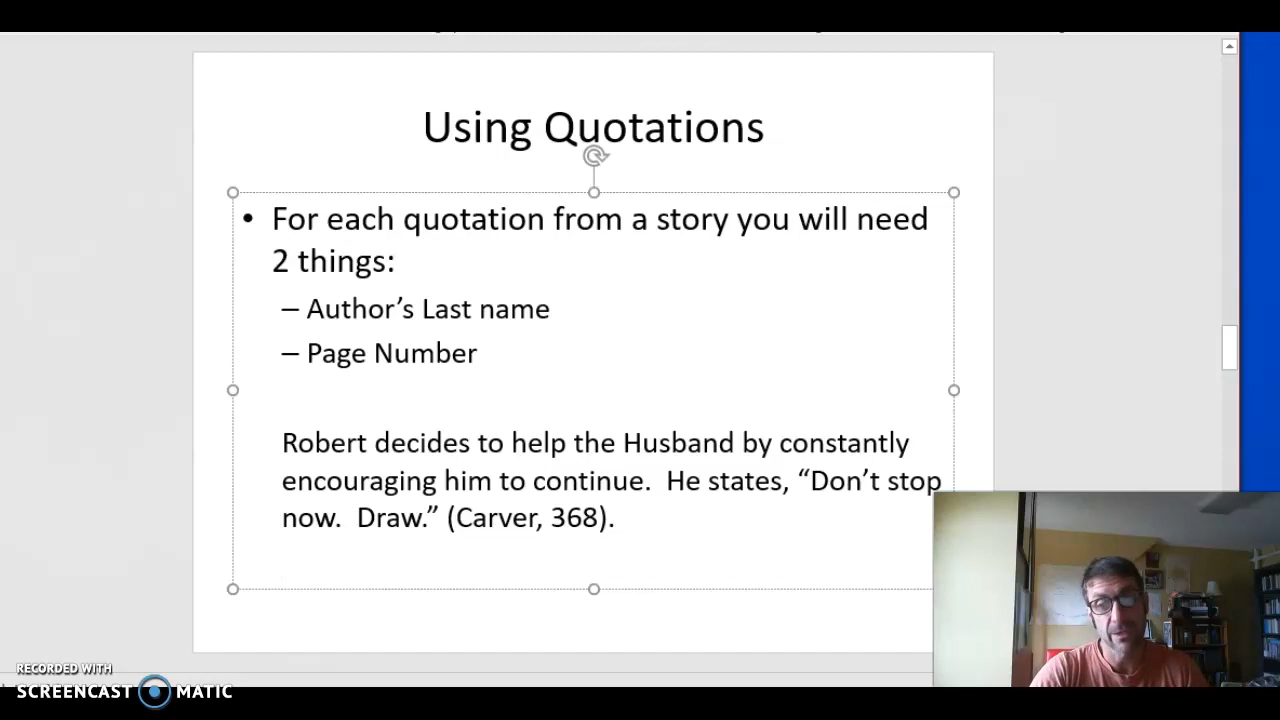 Using Quotations
• For each quotation from a story you will need
2 things:
– Author’s Last name
– Page Number
Robert decides to help the Husband by constantly
encouraging him to continue.  He states, “Don’t stop
now.  Draw.” (Carver, 368).
RECORDED WITH
SCREENCAST MATIC